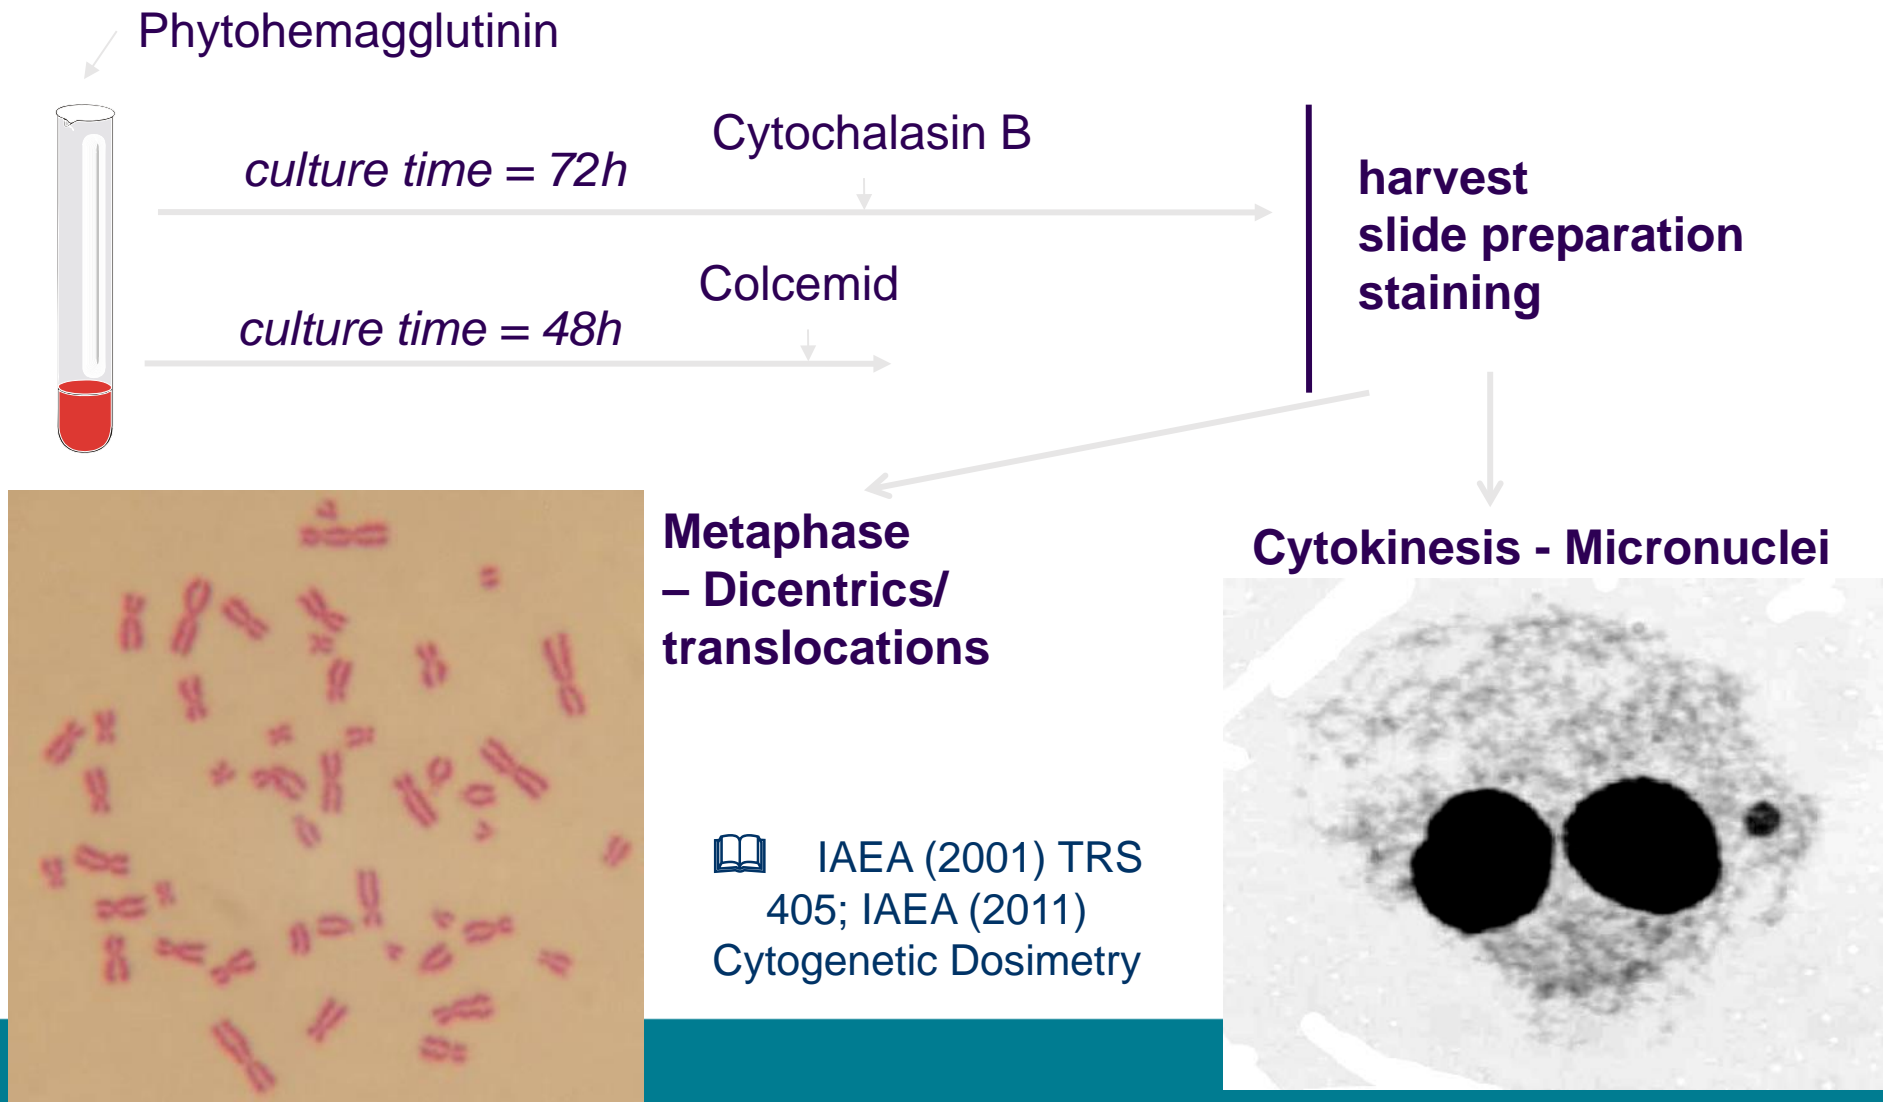 Phytohemagglutinin
Cytochalasin B
culture time = 72h
Colcemid
culture time = 48h
harvest
slide preparation
staining
Metaphase
– Dicentrics/
translocations
Cytokinesis - Micronuclei
IAEA (2001) TRS
405; IAEA (2011)
Cytogenetic Dosimetry